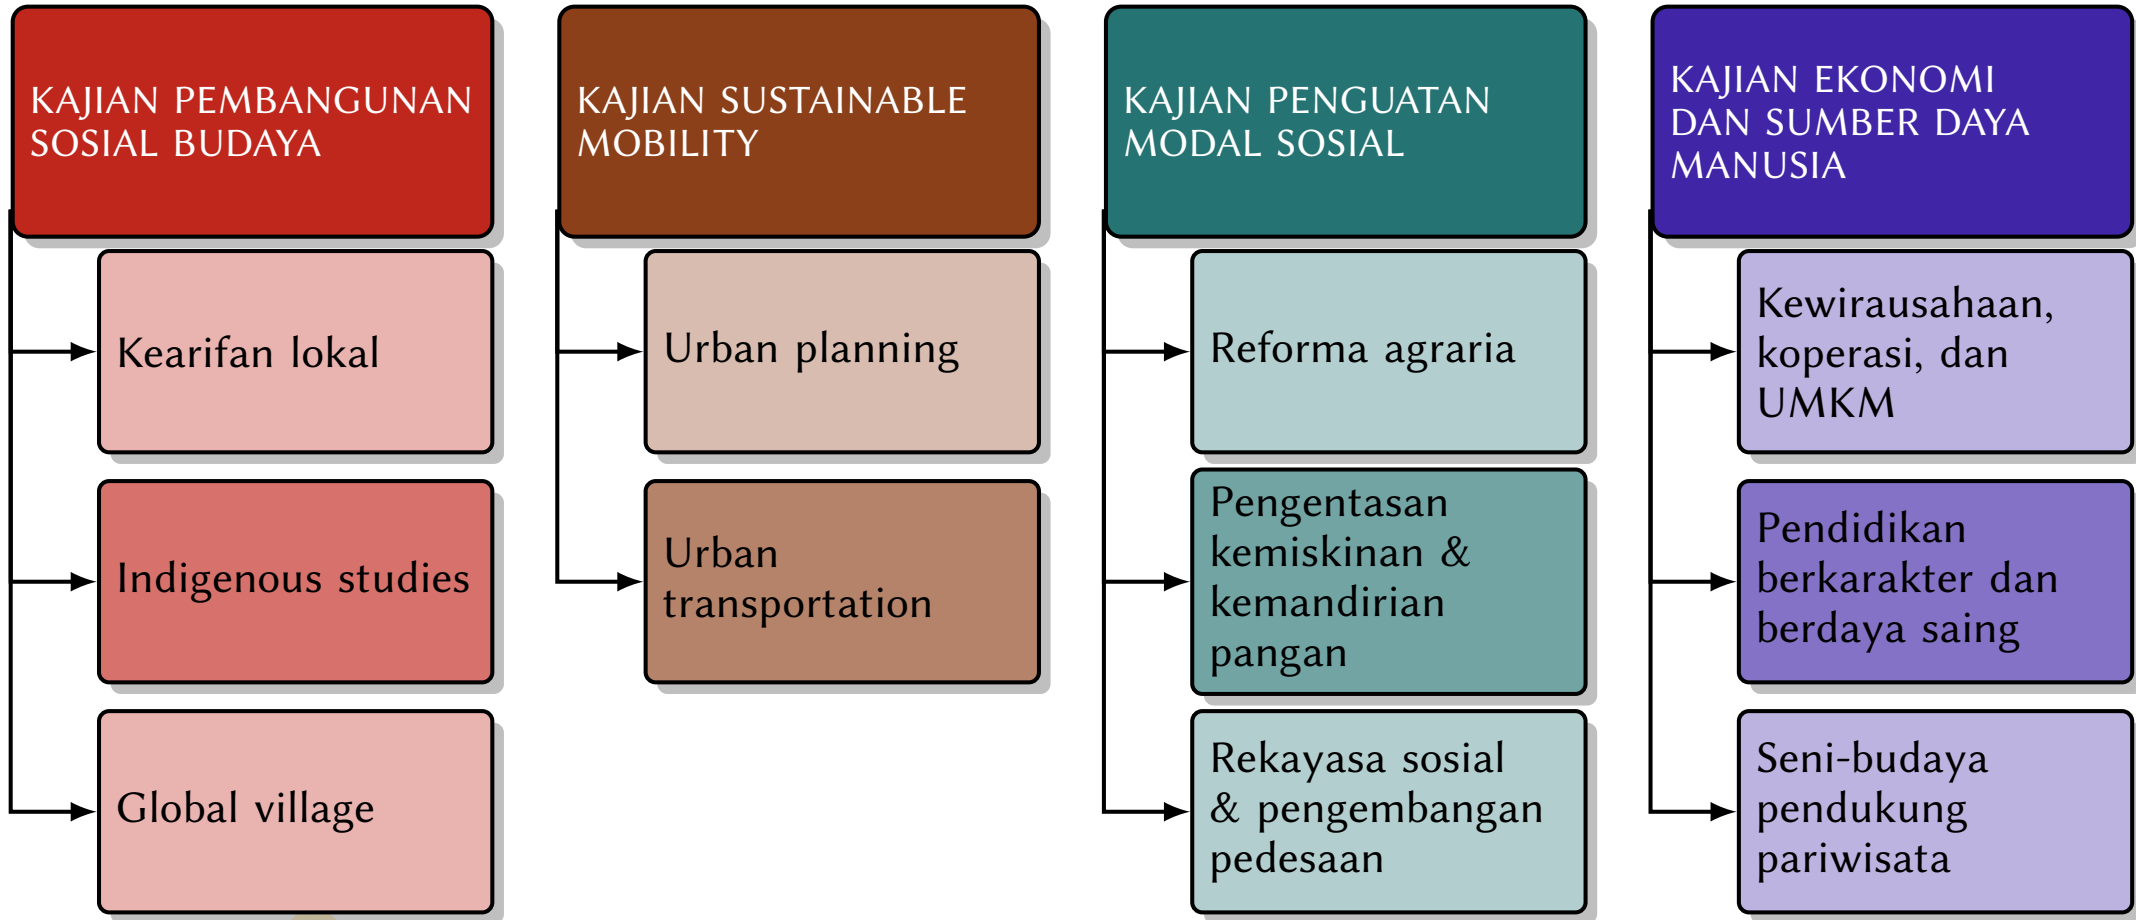 KAJIAN PEMBANGUNAN
SOSIAL BUDAYA
Kearifan lokal
Indigenous studies
Global village
KAJIAN SUSTAINABLE
MOBILITY
Urban planning
Urban
transportation
KAJIAN PENGUATAN
MODAL SOSIAL
Reforma agraria
Pengentasan
kemiskinan &
kemandirian
pangan
Rekayasa sosial
& pengembangan
pedesaan
KAJIAN EKONOMI
DAN SUMBER DAYA
MANUSIA
Kewirausahaan,
koperasi, dan
UMKM
Pendidikan
berkarakter dan
berdaya saing
Seni-budaya
pendukung
pariwisata